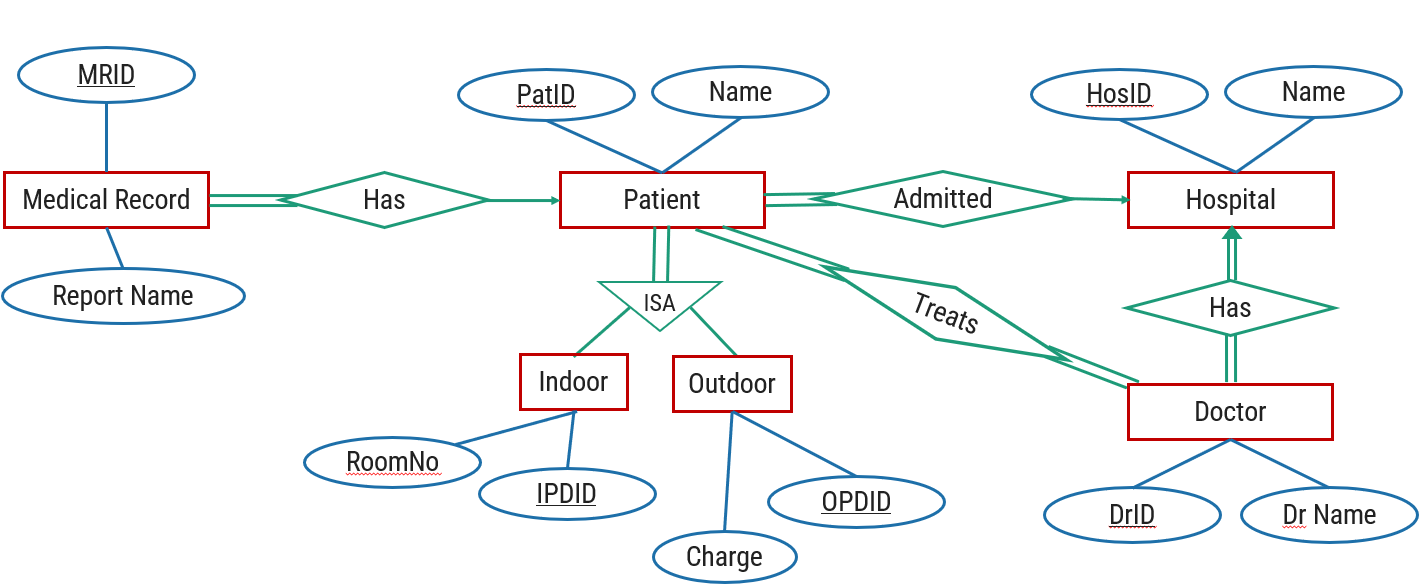 MRID
PatID
Name
HosID
Name
Medical Record
Has
Patient
Admitted
Hospital
Report Name
ISA
Treats
Has
Indoor
Outdoor
Doctor
RoomNo
IPDID
OPDID
DrID
Dr Name
Charge